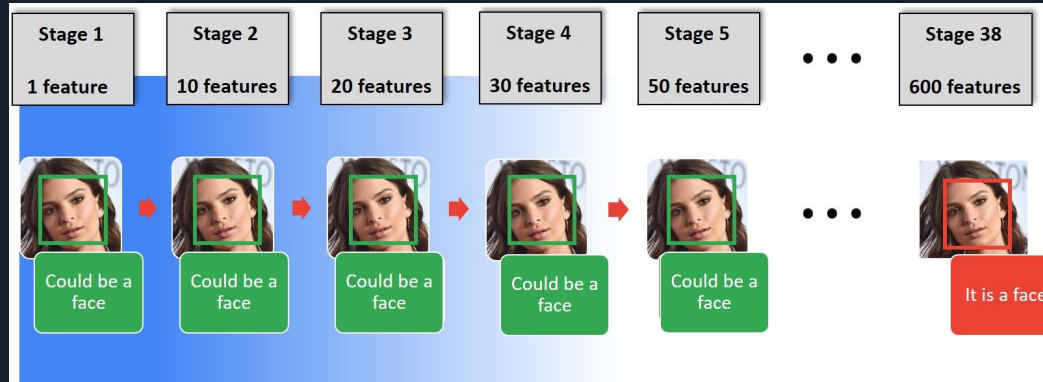 Stage 1
1 feature
Stage 2
10 features
Stage 3
20 features
Stage 4
30 features
Stage 5
50 features
Stage 38
600 features
Could be a
face
Could be a
face
Could be a
face
Could be a
face
Could be a
face
It is a face